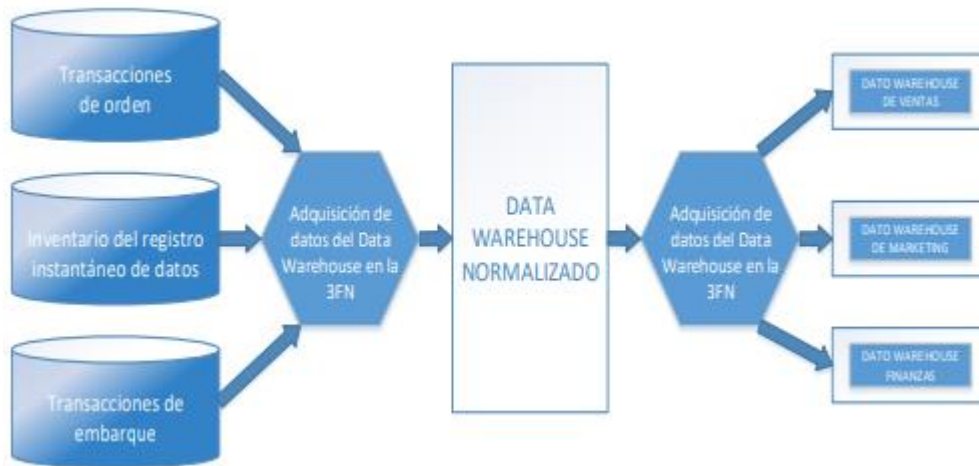 Transacciones
de orden
Inventario del registro
instantáneo de datos
Transacciones de
embarque
Adquisición de
datos del Data
Warehouse en la
3FN
DATA
WAREHOUSE
NORMALIZADO
Adquisición de
datos del Data
Warehouse en la
3FN
DATO WAREHOUSE
DE VENTAS
DATO WAREHOUSE
DE MARKETING
DATO WAREHOUSE
FINANZAS